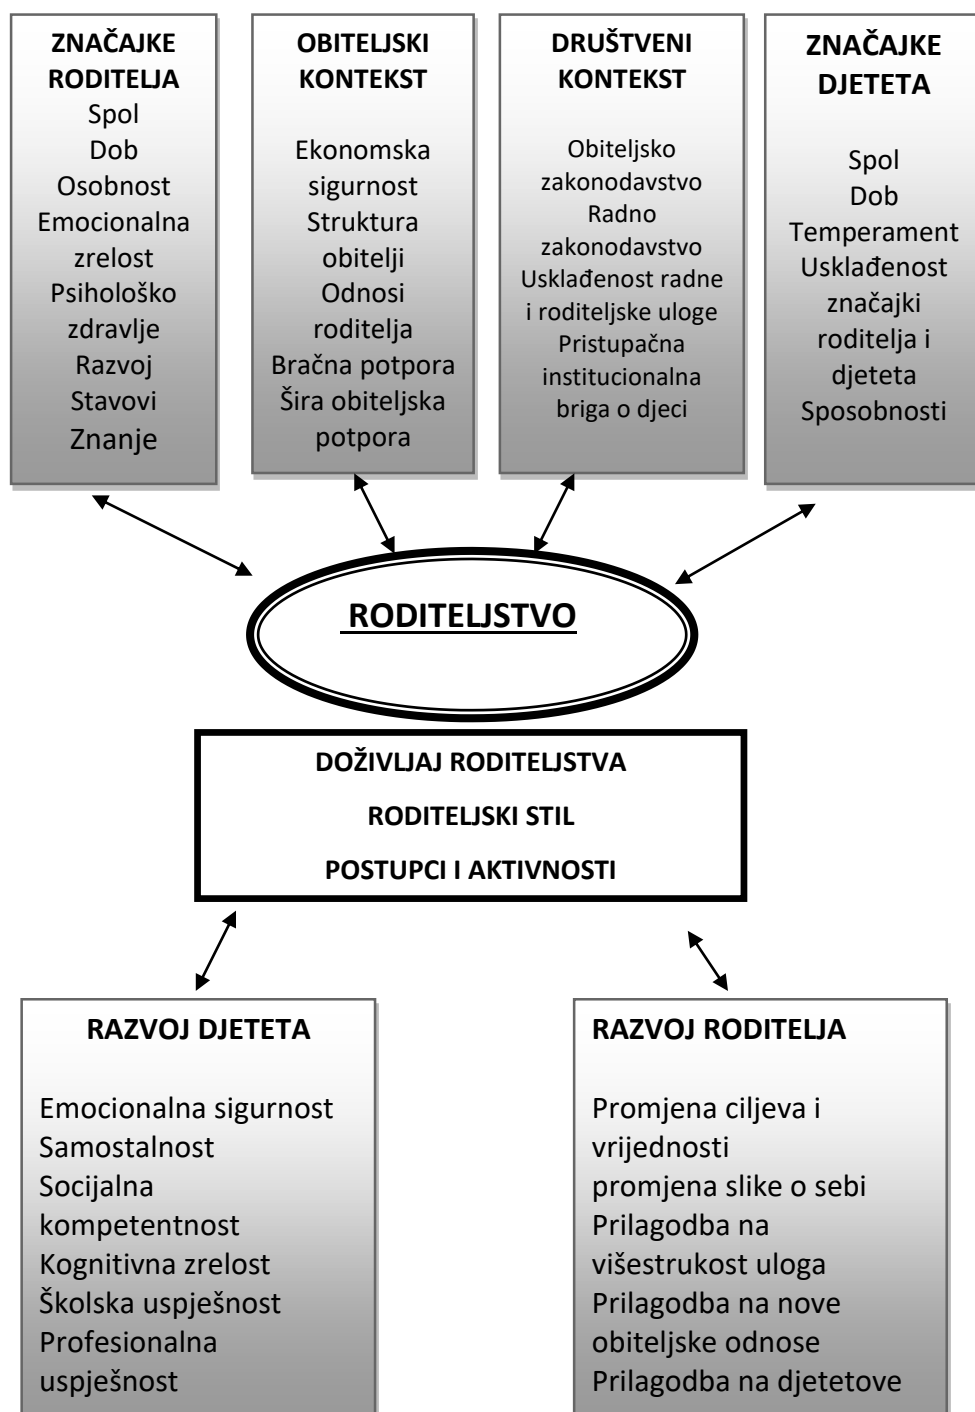 ZNAČAJKE
RODITELJA
Spol
Dob
Osobnost
Emocionalna
zrelost
Psihološko
zdravlje
Razvoj
Stavovi
Znanje
OBITELJSKI
KONTEKST
Ekonomska
sigurnost
Struktura
obitelji
Odnosi
roditelja
Bračna potpora
Šira obiteljska
potpora
DRUŠTVENI
KONTEKST
Obiteljsko
zakonodavstvo
Radno
zakonodavstvo
Usklađenost radne
i roditeljske uloge
Pristupačna
institucionalna
briga o djeci
ZNAČAJKE
DJETETA
Spol
Dob
Temperament
Usklađenost
značajki
roditelja i
djeteta
Sposobnosti
RODITELJSTVO
DOŽIVLJAJ RODITELJSTVA
RODITELJSKI STIL
POSTUPCI I AKTIVNOSTI
RAZVOJ DJETETA
Emocionalna sigurnost
Samostalnost
Socijalna
kompetentnost
Kognitivna zrelost
Školska uspješnost
Profesionalna
uspješnost
RAZVOJ RODITELJA
Promjena ciljeva i
vrijednosti
promjena slike o sebi
Prilagodba na
višestrukost uloga
Prilagodba na nove
obiteljske odnose
Prilagodba na djetetove